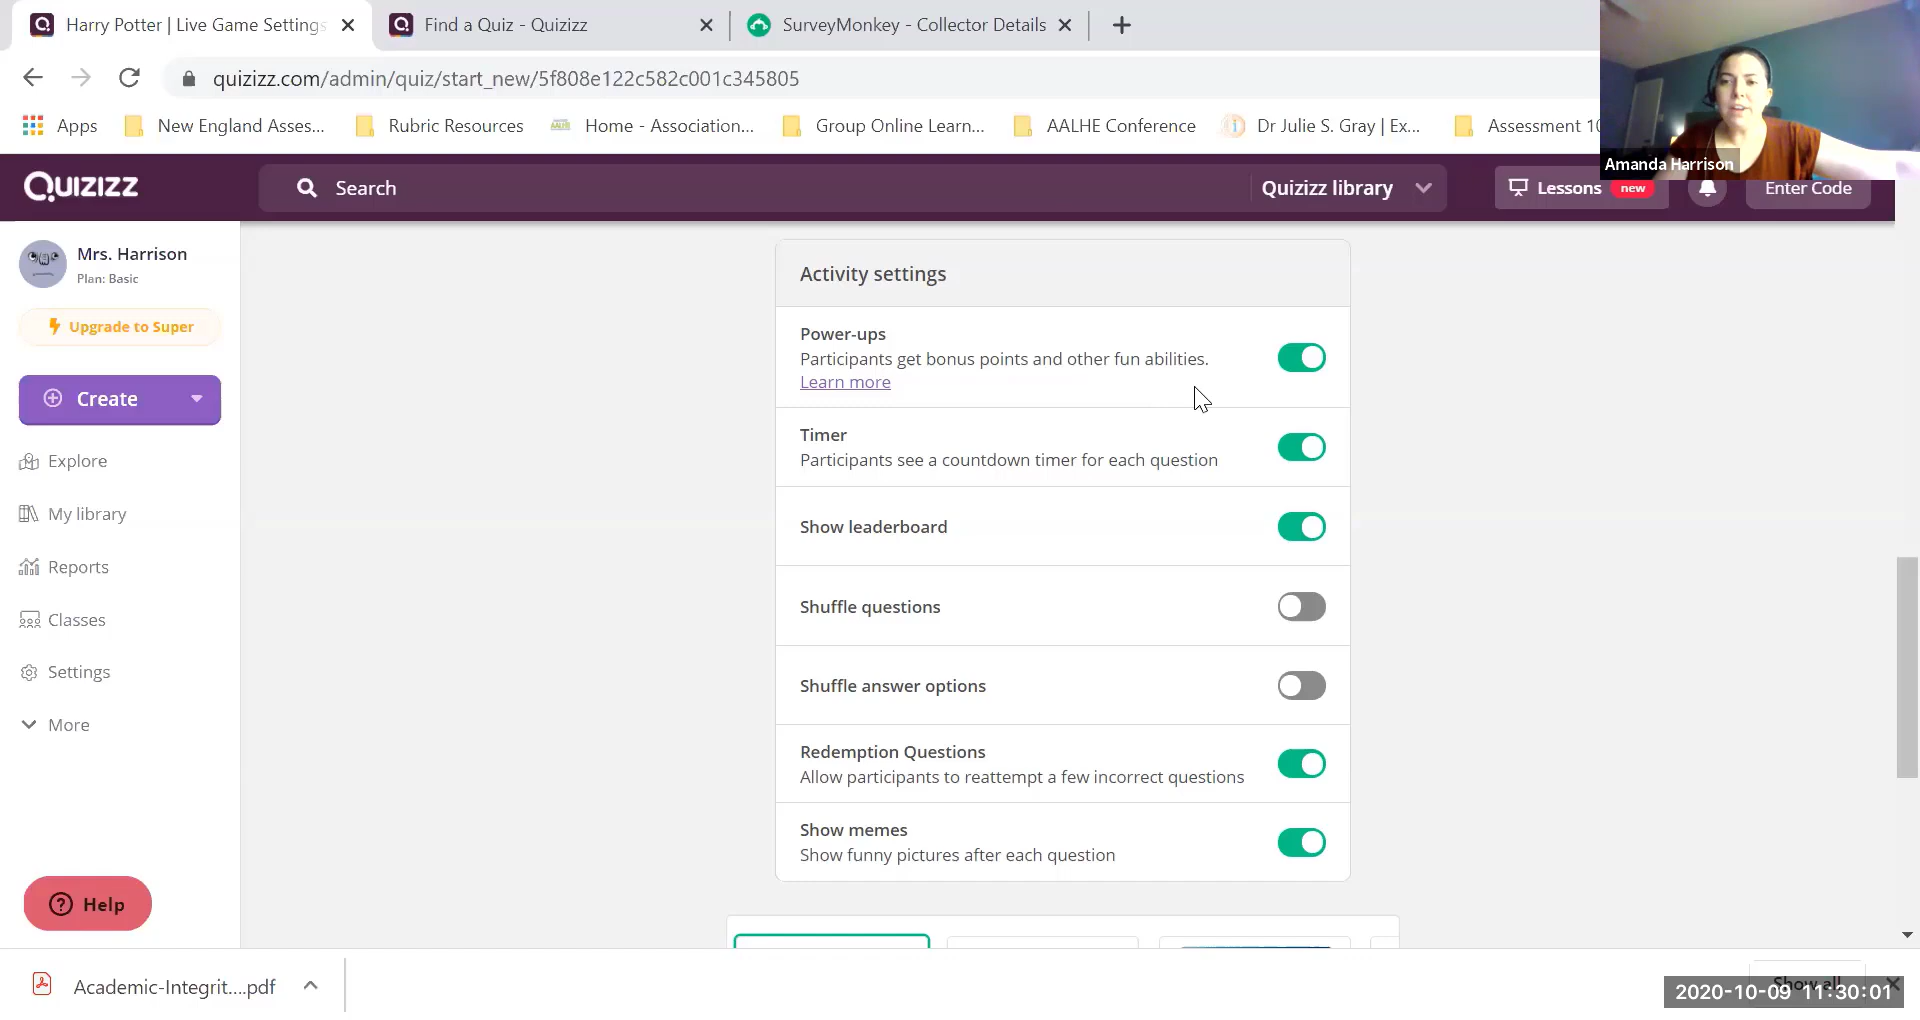 Harry Potter | Live Game Settings
Find a Quiz - Quizizz
SurveyMonkey - Collector Details
quizizz.com/admin/quiz/start_new/5f808e122c582c001c345805
Apps
New England Asses...
Rubric Resources
Home - Association...
Group Online Learn...
AALHE Conference
Dr Julie S. Gray | Ex...
Assessment 10
Amanda Harrison
Quizizz
Search
Quizizz library
Lessons new
Enter Code
Mrs. Harrison
Plan: Basic
Upgrade to Super
Create
Explore
My library
Reports
Classes
Settings
More
Help
Activity settings
Power-ups
Participants get bonus points and other fun abilities.
Learn more
Timer
Participants see a countdown timer for each question
Show leaderboard
Shuffle questions
Shuffle answer options
Redemption Questions
Allow participants to reattempt a few incorrect questions
Show memes
Show funny pictures after each question
Academic-Integrit....pdf
Show all
2020-10-09 11:30:01